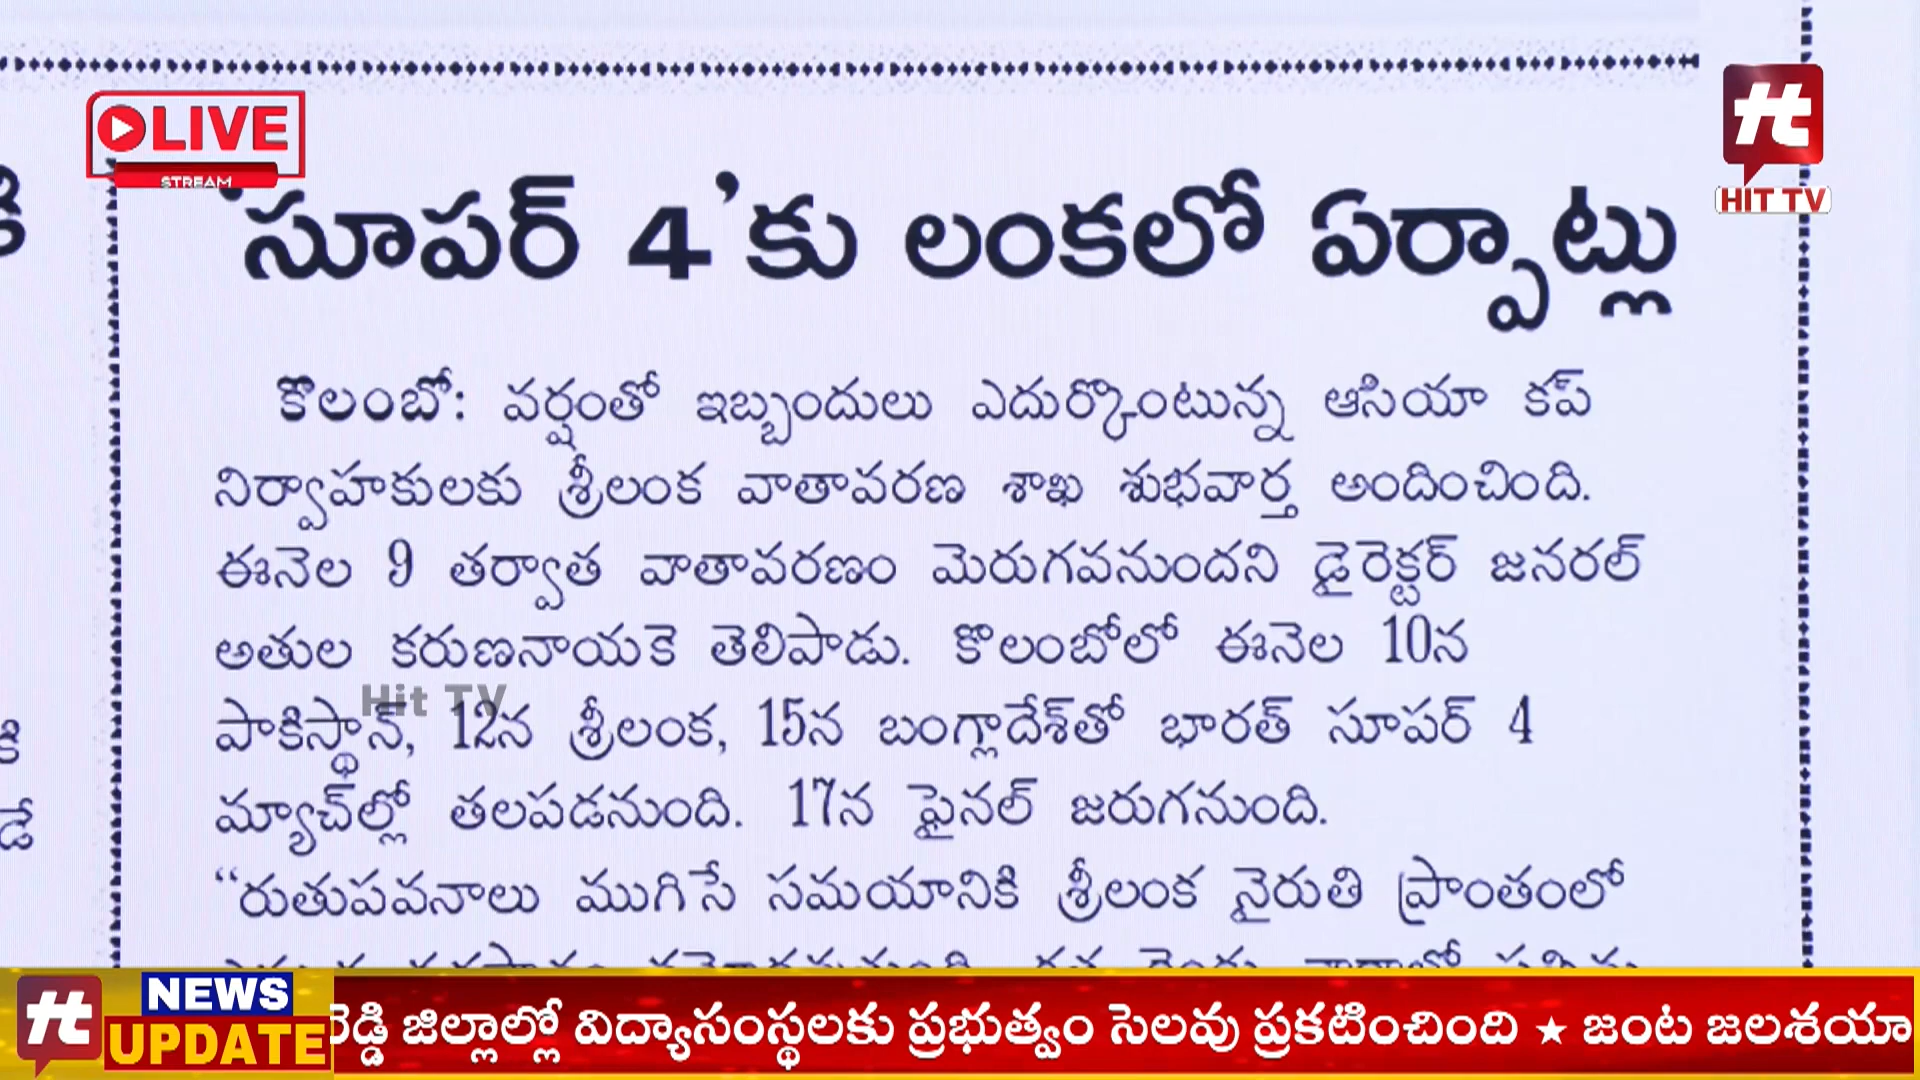 LIVE
STREAM
HIT TV
'సూపర్ 4'కు లంకలో ఏర్పాట్లు
కొలంబో: వర్షంతో ఇబ్బందులు ఎదుర్కొంటున్న ఆసియా కప్
నిర్వాహకులకు శ్రీలంక వాతావరణ శాఖ శుభవార్త అందించింది.
ఈనెల 9 తర్వాత వాతావరణం మెరుగవనుందని డైరెక్టర్ జనరల్
అతుల కరుణనాయకె తెలిపాడు. కొలంబోలో ఈనెల 10న
Hit TV
పాకిస్థాన్, 12న శ్రీలంక, 15న బంగ్లాదేశ్‌తో భారత్ సూపర్ 4
మ్యాచ్‌ల్లో తలపడనుంది. 17న ఫైనల్ జరుగనుంది.
“రుతుపవనాలు ముగిసే సమయానికి శ్రీలంక నైరుతి ప్రాంతంలో
NEWS
UPDATE
రెడ్డి జిల్లాల్లో విద్యాసంస్థలకు ప్రభుత్వం సెలవు ప్రకటించింది ★ జంట జలశయా